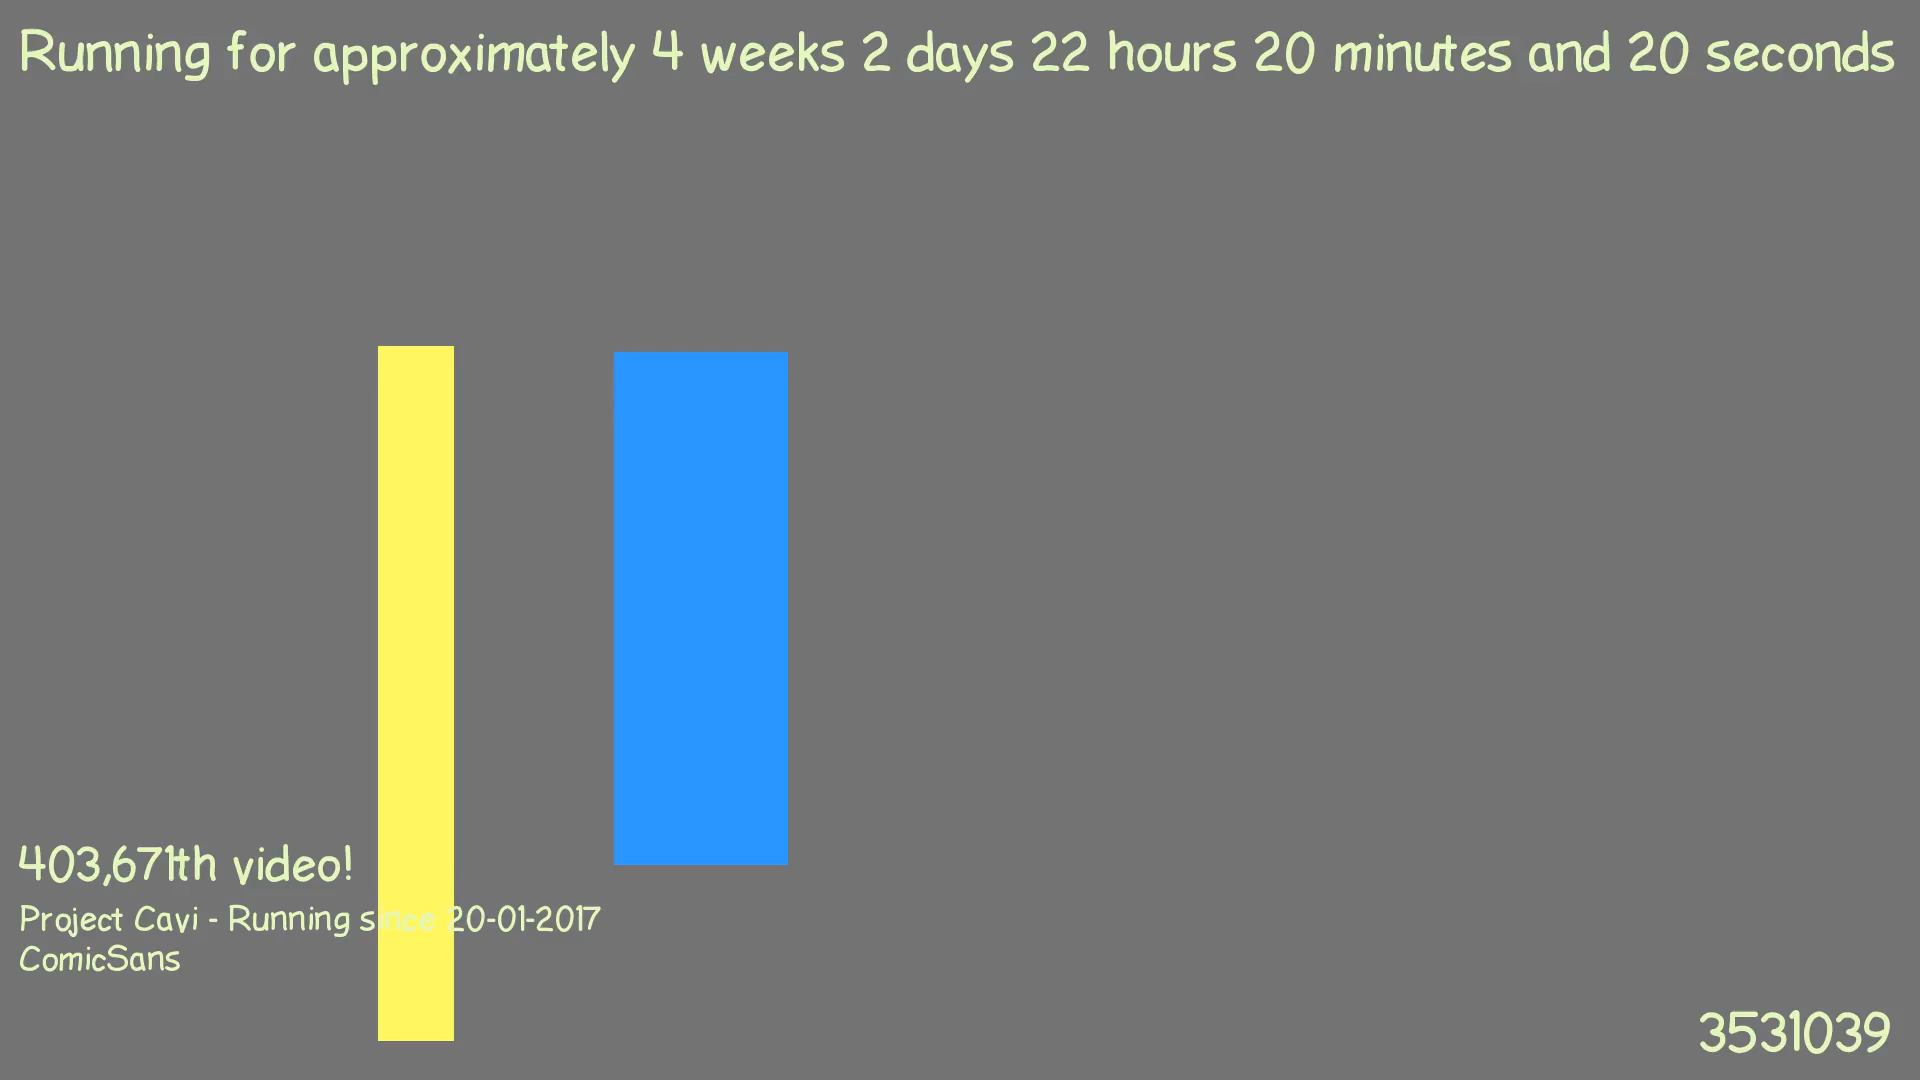 Running for approximately 4 weeks 2 days 22 hours 20 minutes and 20 seconds
403,671th video!
Project Cavi - Running since 20-01-2017
ComicSans
3531039